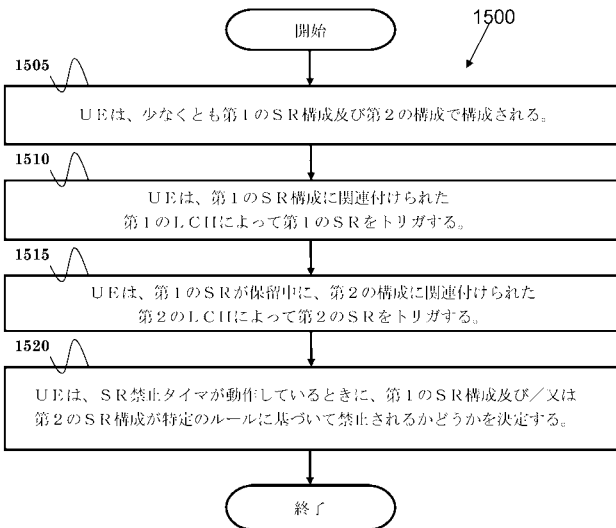 開始
1500
1505
UEは、少なくとも第1のSR構成及び第2の構成で構成される。
1510
UEは、第1のSR構成に関連付けられた
第1のLCHによって第1のSRをトリガする。
1515
UEは、第1のSRが保留中に、第2の構成に関連付けられた
第2のLCHによって第2のSRをトリガする。
1520
UEは、SR禁止タイマが動作しているときに、第1のSR構成及び/又は
第2のSR構成が特定のルールに基づいて禁止されるかどうかを決定する。
終了